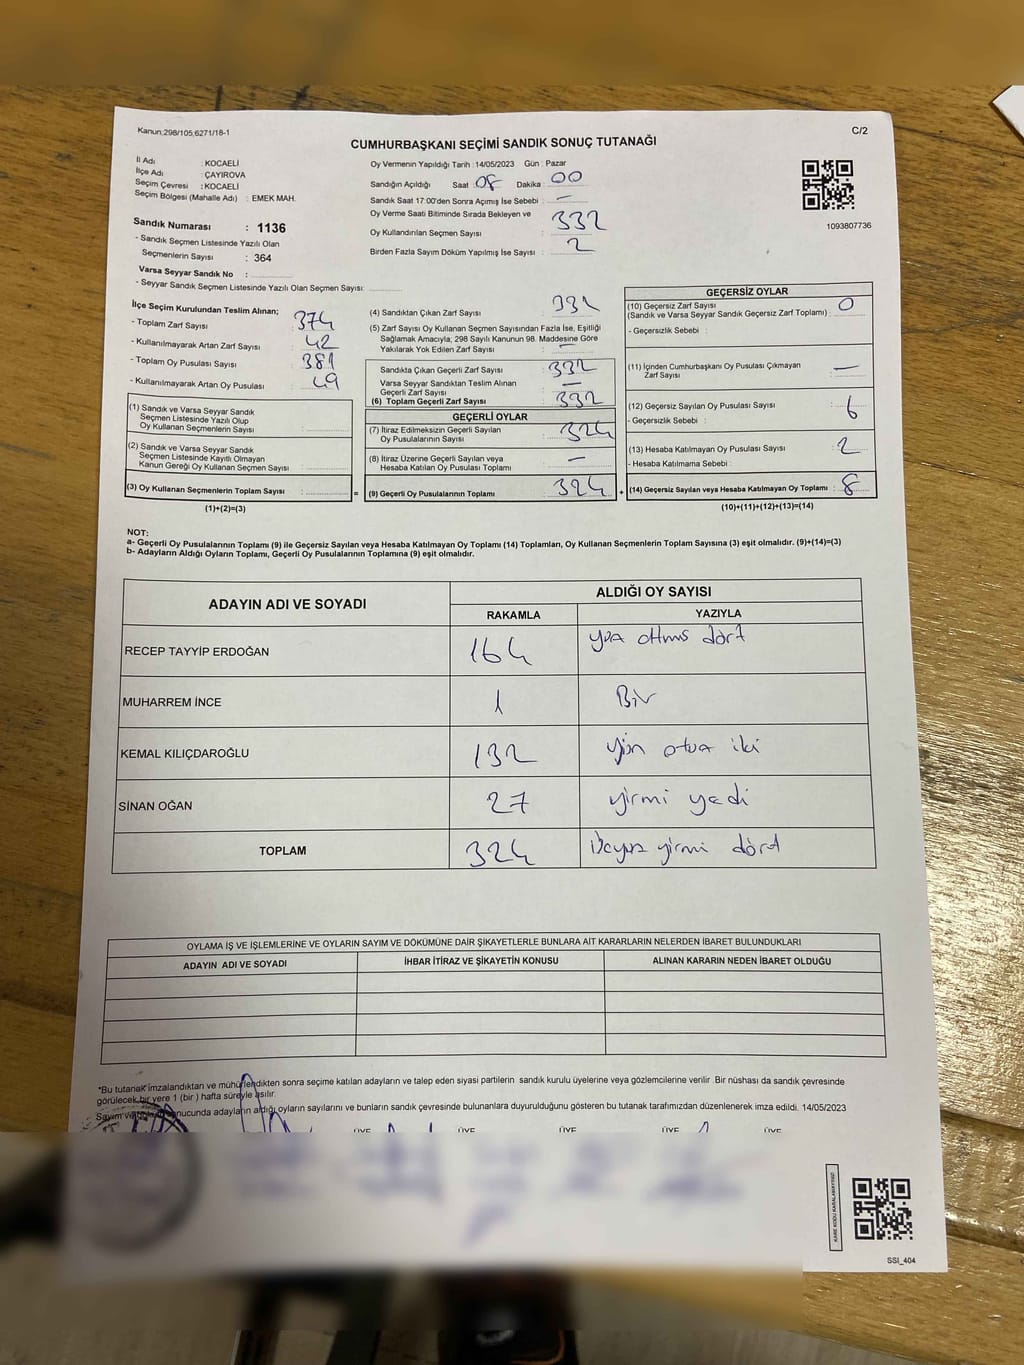 Kanun;298/105,6271/18-1
C/2
CUMHURBAŞKANI SEÇİMİ SANDIK SONUÇ TUTANAĞI
İl Adı : KOCAELİ
İlçe Adı : ÇAYIROVA
Seçim Çevresi : KOCAELİ
Seçim Bölgesi (Mahalle Adı) : EMEK MAH.
Sandık Numarası : 1136
- Sandık Seçmen Listesinde Yazılı Olan
Seçmenlerin Sayısı : 364
Varsa Seyyar Sandık No :
- Seyyar Sandık Seçmen Listesinde Yazılı Olan Seçmen Sayısı:
Oy Vermenin Yapıldığı Tarih :14/05/2023 Gün : Pazar
Sandığın Açıldığı Saat : 08 Dakika : 00
Sandık Saat 17:00'den Sonra Açımış İse Sebebi : –
Oy Verme Saati Bitiminde Sırada Bekleyen ve
Oy Kullandırılan Seçmen Sayısı : 332
Birden Fazla Sayım Döküm Yapılmış İse Sayısı : 2
1093807736
İlçe Seçim Kurulundan Teslim Alınan;
- Toplam Zarf Sayısı : 374
- Kullanılmayarak Artan Zarf Sayısı : 42
- Toplam Oy Pusulası Sayısı : 381
- Kullanılmayarak Artan Oy Pusulası : 49
(1) Sandık ve Varsa Seyyar Sandık
Seçmen Listesinde Yazılı Olup
Oy Kullanan Seçmenlerin Sayısı :
(2) Sandık ve Varsa Seyyar Sandık
Seçmen Listesinde Kayıtlı Olmayan
Kanun Gereği Oy Kullanan Seçmen Sayısı :
(3) Oy Kullanan Seçmenlerin Toplam Sayısı : =
(1)+(2)=(3)
(4) Sandıktan Çıkan Zarf Sayısı : 332
(5) Zarf Sayısı Oy Kullanan Seçmen Sayısından Fazla İse, Eşitliği
Sağlamak Amacıyla; 298 Sayılı Kanunun 98. Maddesine Göre
Yakılarak Yok Edilen Zarf Sayısı : –
Sandıkta Çıkan Geçerli Zarf Sayısı : 332
Varsa Seyyar Sandıktan Teslim Alınan
Geçerli Zarf Sayısı : –
(6) Toplam Geçerli Zarf Sayısı : 332
GEÇERLİ OYLAR
(7) İtiraz Edilmeksizin Geçerli Sayılan
Oy Pusulalarının Sayısı : 324
(8) İtiraz Üzerine Geçerli Sayılan veya
Hesaba Katılan Oy Pusulası Toplamı : –
(9) Geçerli Oy Pusulalarının Toplamı : 324 +
GEÇERSİZ OYLAR
(10) Geçersiz Zarf Sayısı
(Sandık ve Varsa Seyyar Sandık Geçersiz Zarf Toplamı) : 0
- Geçersizlik Sebebi :
(11) İçinden Cumhurbaşkanı Oy Pusulası Çıkmayan
Zarf Sayısı : –
(12) Geçersiz Sayılan Oy Pusulası Sayısı : 6
- Geçersizlik Sebebi :
(13) Hesaba Katılmayan Oy Pusulası Sayısı : 2
- Hesaba Katılmama Sebebi :
(14) Geçersiz Sayılan veya Hesaba Katılmayan Oy Toplamı : 8
(10)+(11)+(12)+(13)=(14)
NOT:
a- Geçerli Oy Pusulalarının Toplamı (9) ile Geçersiz Sayılan veya Hesaba Katılmayan Oy Toplamı (14) Toplamları, Oy Kullanan Seçmenlerin Toplam Sayısına (3) eşit olmalıdır. (9)+(14)=(3)
b- Adayların Aldığı Oyların Toplamı, Geçerli Oy Pusulalarının Toplamına (9) eşit olmalıdır.
ADAYIN ADI VE SOYADI
ALDIĞI OY SAYISI
RAKAMLA YAZIYLA
RECEP TAYYİP ERDOĞAN 164 yüz altmış dört
MUHARREM İNCE 1 Bir
KEMAL KILIÇDAROĞLU 132 yüz otuz iki
SİNAN OĞAN 27 yirmi yedi
TOPLAM 324 üçyüz yirmi dört
OYLAMA İŞ VE İŞLEMLERİNE VE OYLARIN SAYIM VE DÖKÜMÜNE DAİR ŞİKAYETLERLE BUNLARA AİT KARARLARIN NELERDEN İBARET BULUNDUKLARI
ADAYIN ADI VE SOYADI İHBAR İTİRAZ VE ŞİKAYETİN KONUSU ALINAN KARARIN NEDEN İBARET OLDUĞU
*Bu tutanak imzalandıktan ve mühürlendikten sonra seçime katılan adayların ve talep eden siyasi partilerin sandık kurulu üyelerine veya gözlemcilerine verilir. Bir nüshası da sandık çevresinde
görülecek bir yere 1 (bir) hafta süreyle asılır.
Sayım ve sonucunda adayların aldığı oyların sayılarını ve bunların sandık çevresinde bulunanlara duyurulduğunu gösteren bu tutanak tarafımızdan düzenlenerek imza edildi. 14/05/2023
ÜYE ÜYE ÜYE ÜYE ÜYE
KARE KODU KARALAMAYINIZ!
SSI_404